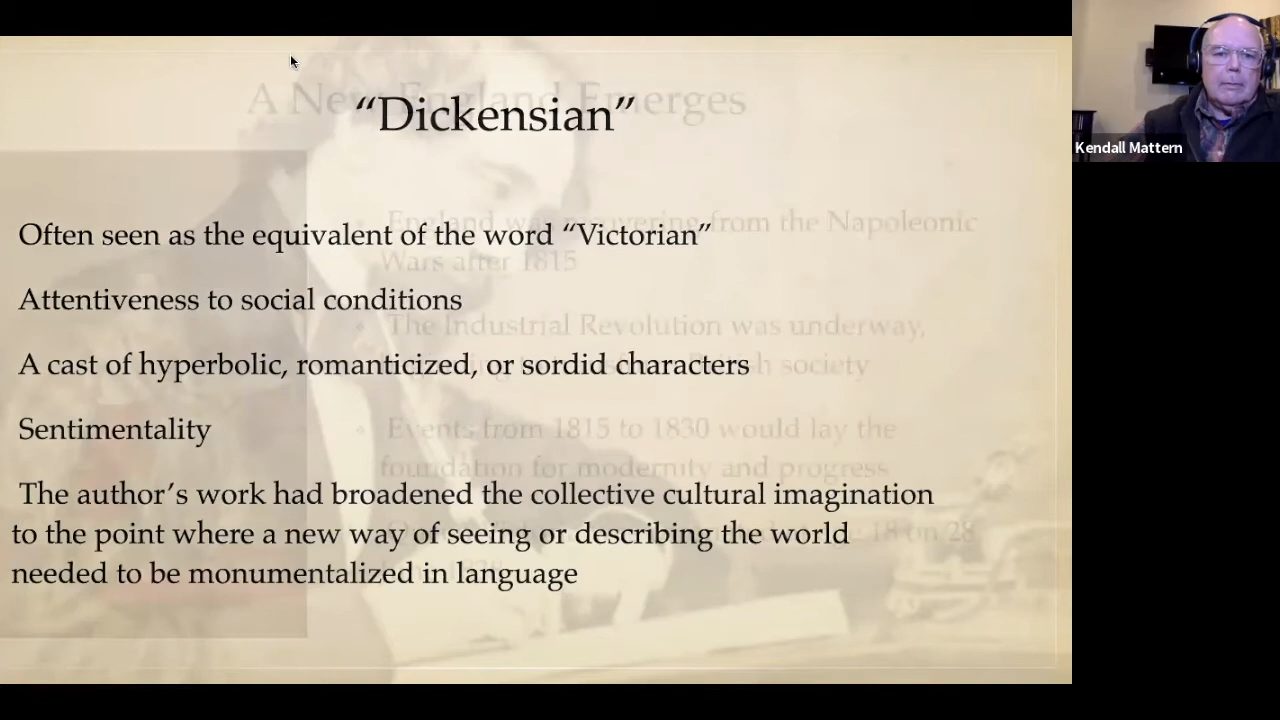 A New England Emerges
“Dickensian”
Kendall Mattern
England was recovering from the Napoleonic
Often seen as the equivalent of the word “Victorian”
Wars after 1815
Attentiveness to social conditions
The Industrial Revolution was underway,
A cast of hyperbolic, romanticized, or sordid characters
society
Sentimentality
Events from 1815 to 1830 would lay the
foundation for modernity and progress
The author’s work had broadened the collective cultural imagination
to the point where a new way of seeing or describing the world
18 on 28
needed to be monumentalized in language